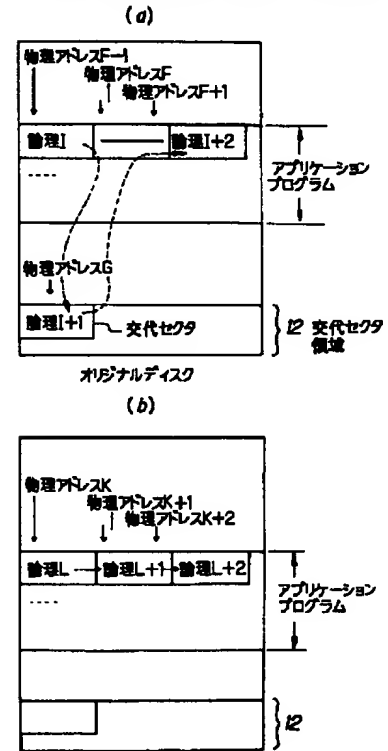 (a)
物理アドレスF-1
物理アドレスF
物理アドレスF+1
論理I
論理I+2
アプリケーション
プログラム
物理アドレスG
論理I+1
交代セクタ
12 交代セクタ
領域
オリジナルディスク
(b)
物理アドレスK
物理アドレスK+1
物理アドレスK+2
論理L
論理L+1
論理L+2
アプリケーション
プログラム
12